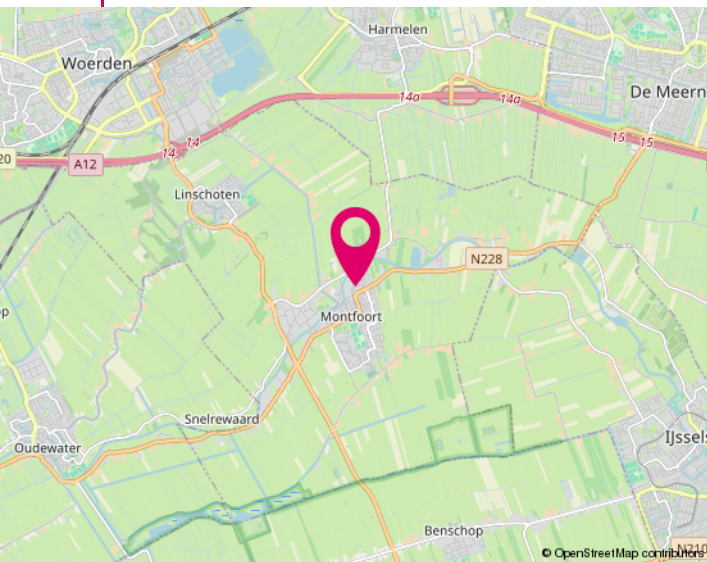 Harmelen
Woerden
De Meern
14a
14a
14
14
15
15
20
A12
Linschoten
N228
Montfoort
Snelrewaard
Oudewater
IJssels
Benschop
N210
© OpenStreetMap contributors